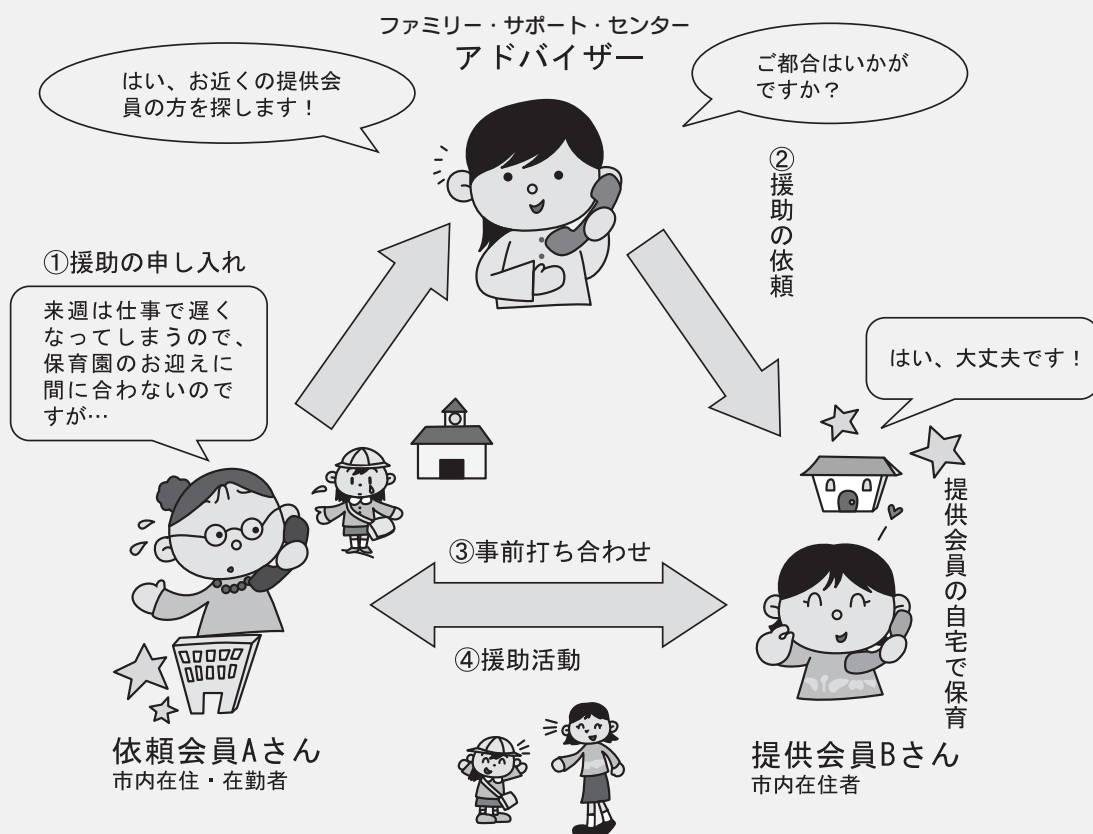 ファミリー・サポート・センター
アドバイザー
はい、お近くの提供会
員の方を探します！
ご都合はいかが
ですか？
②援助の依頼
①援助の申し入れ
来週は仕事で遅く
なってしまうので、
保育園のお迎えに
間に合わないので
すが…
はい、大丈夫です！
提供会員の自宅で保育
③事前打ち合わせ
④援助活動
依頼会員Aさん
市内在住・在勤者
提供会員Bさん
市内在住者